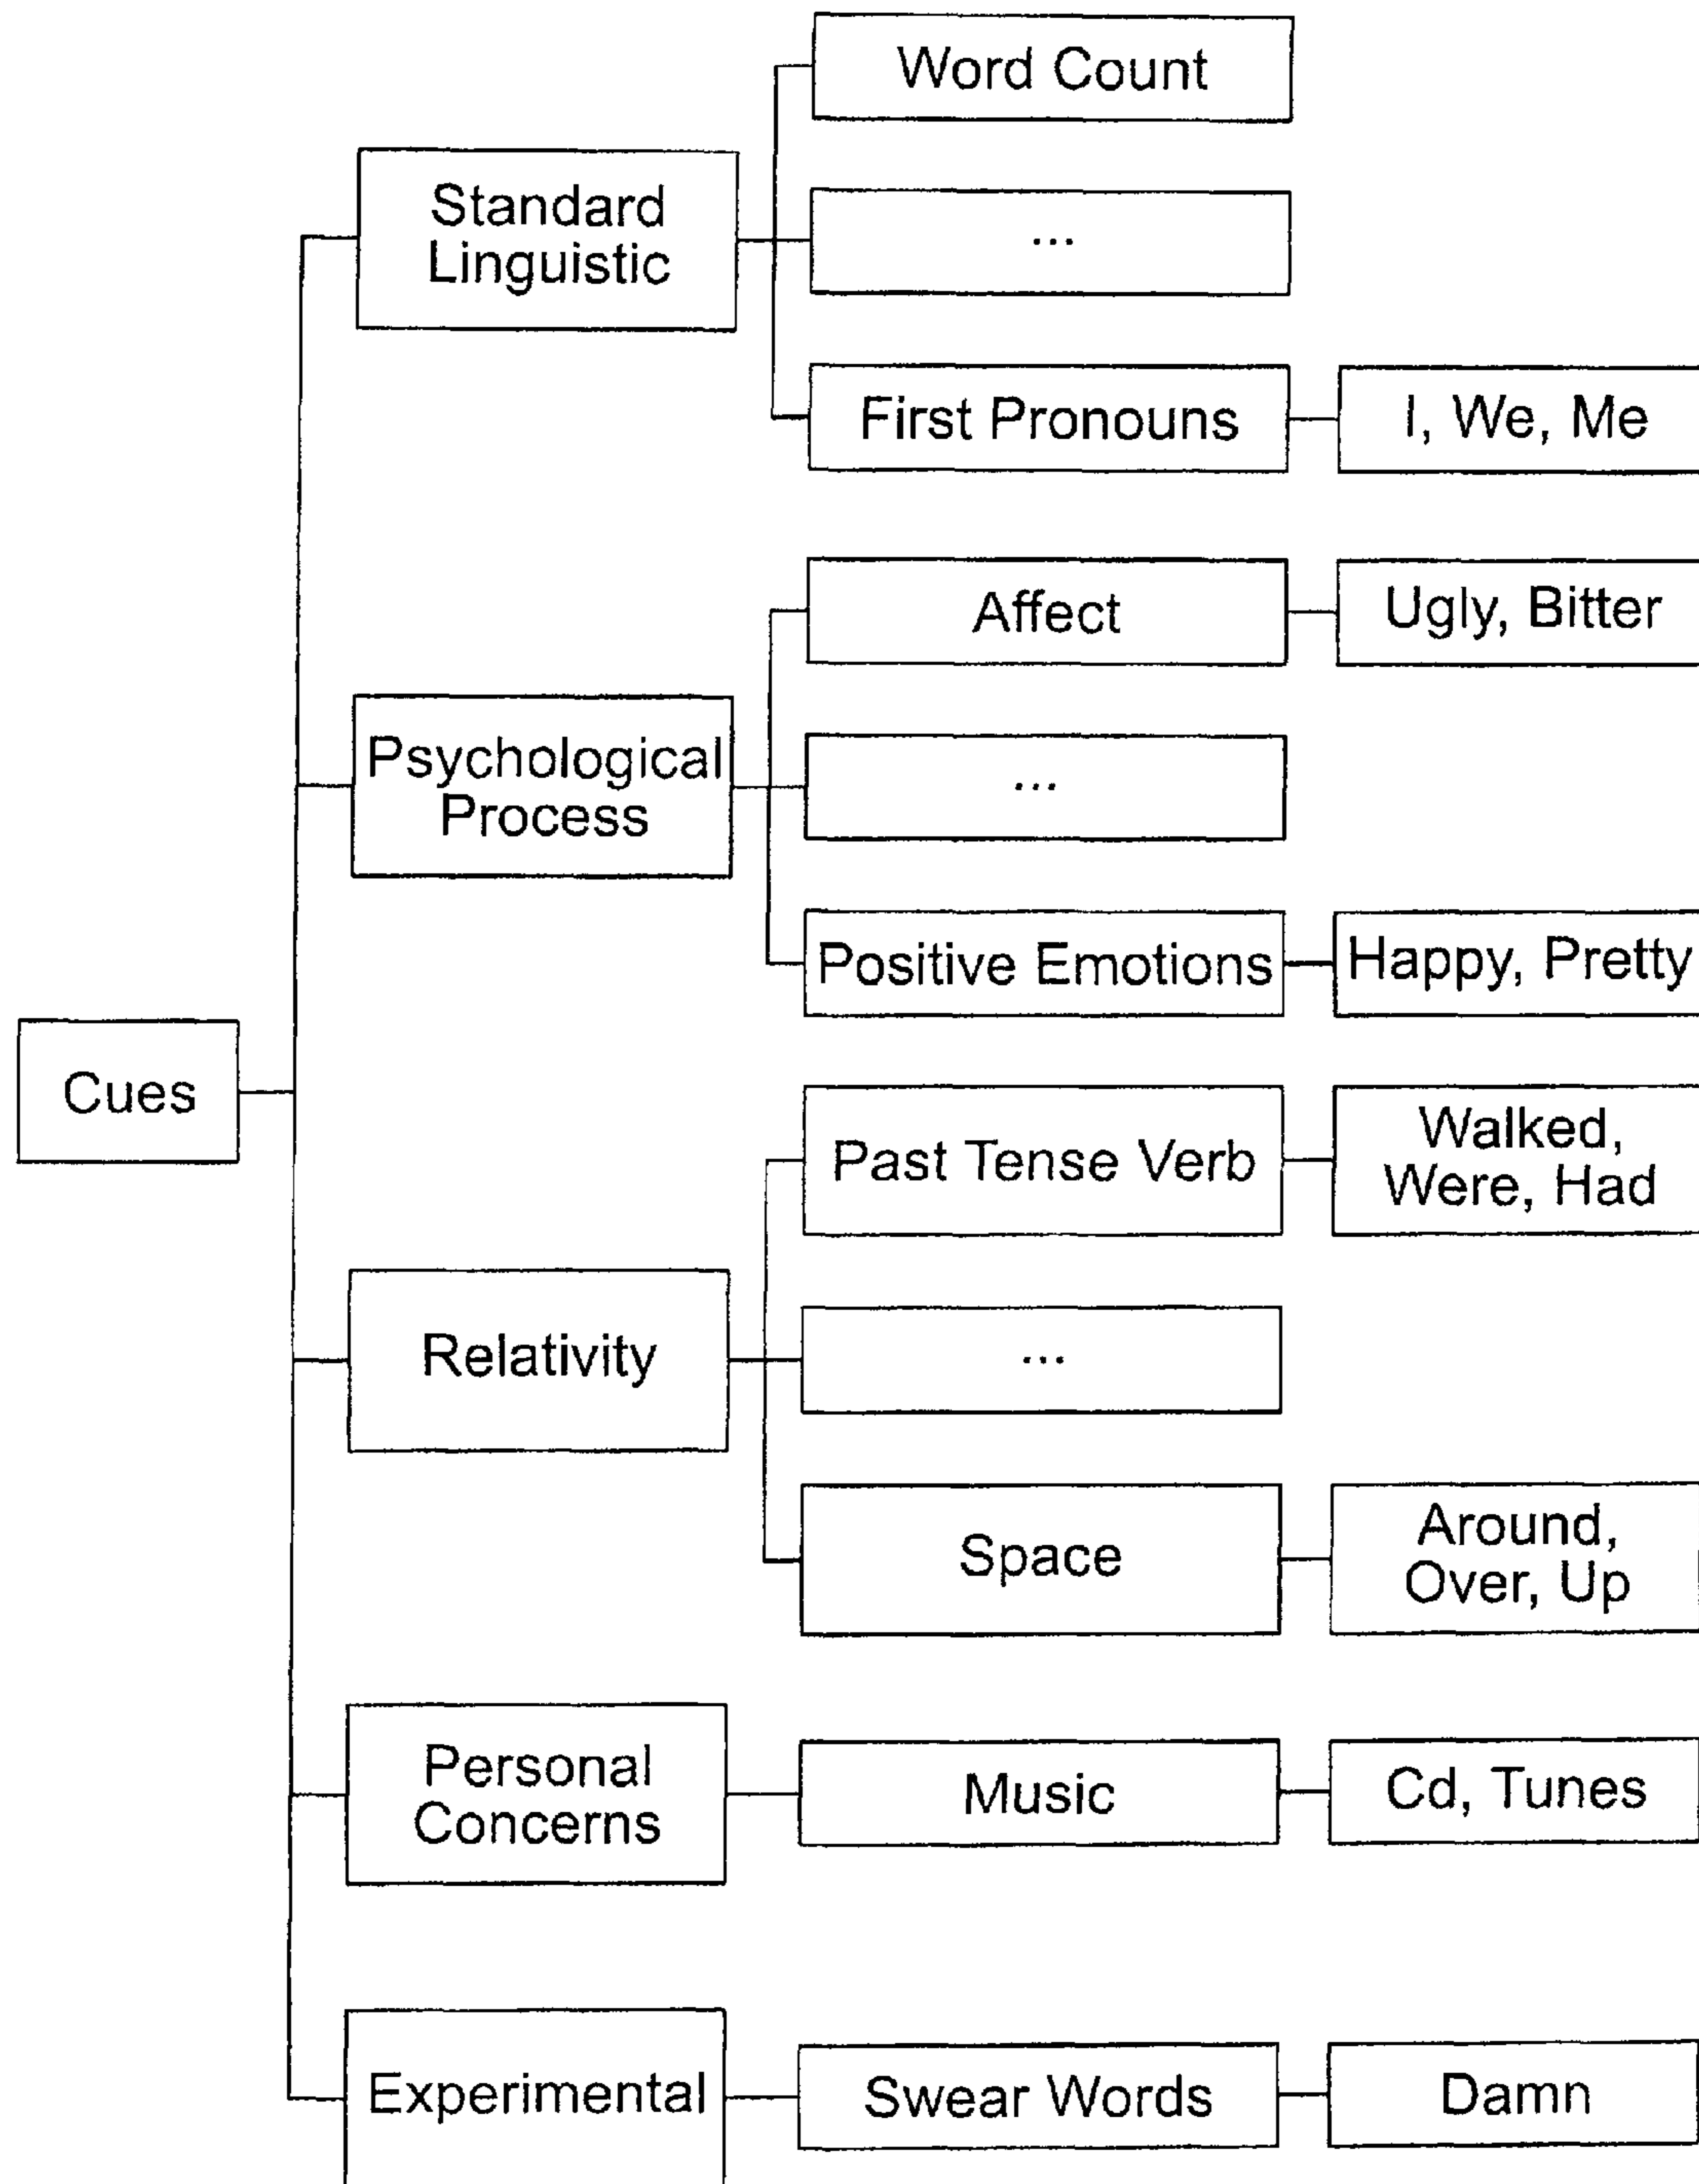 Word Count
Standard
Linguistic
...
First Pronouns
I, We, Me
Affect
Ugly, Bitter
Psychological
Process
...
Positive Emotions
Happy, Pretty
Cues
Past Tense Verb
Walked,
Were, Had
Relativity
...
Space
Around,
Over, Up
Personal
Concerns
Music
Cd, Tunes
Experimental
Swear Words
Damn